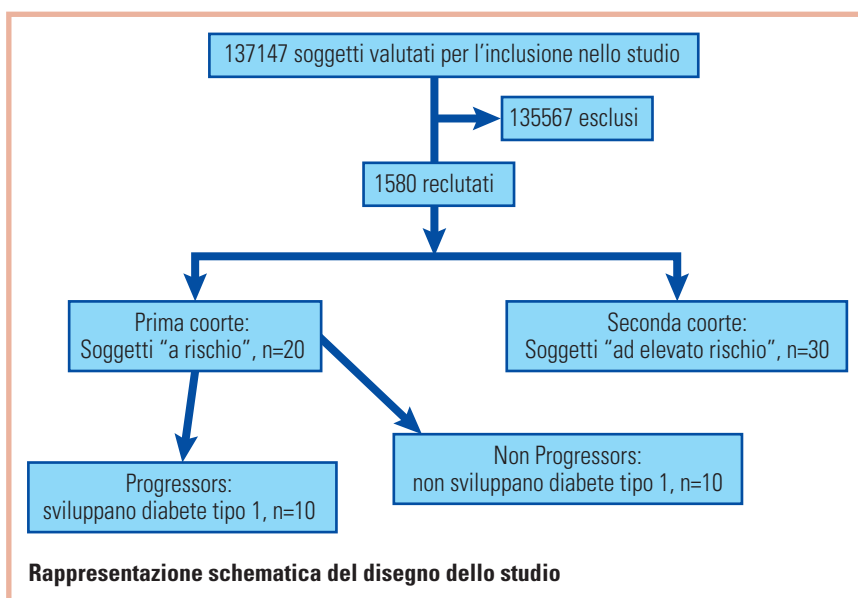 137147 soggetti valutati per l'inclusione nello studio
135567 esclusi
1580 reclutati
Prima coorte:
Soggetti “a rischio”, n=20
Seconda coorte:
Soggetti “ad elevato rischio”, n=30
Progressors:
sviluppano diabete tipo 1, n=10
Non Progressors:
non sviluppano diabete tipo 1, n=10
Rappresentazione schematica del disegno dello studio